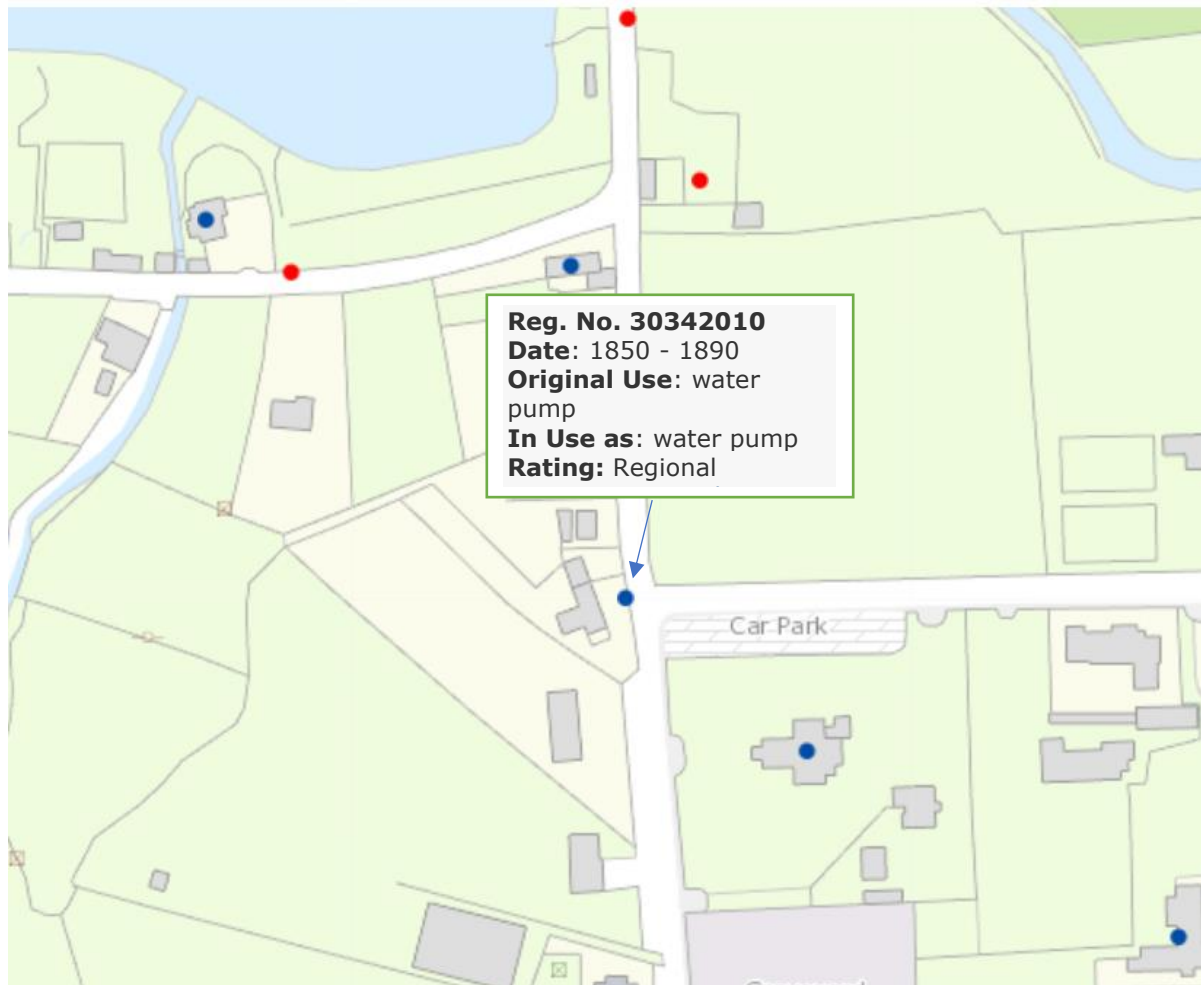 Reg. No. 30342010
Date: 1850 - 1890
Original Use: water
pump
In Use as: water pump
Rating: Regional
Car Park